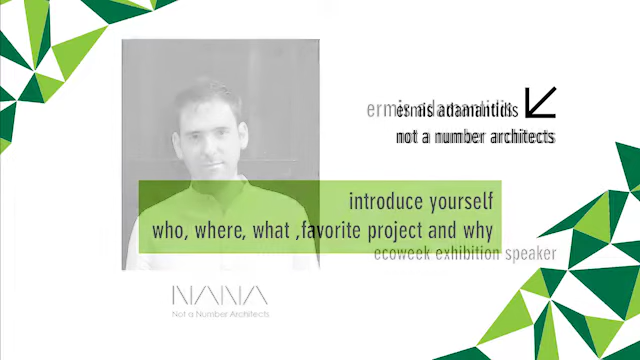 ermis adamantidis
not a number architects
introduce yourself
who, where, what ,favorite project and why
ecoweek exhibition speaker
NANA
Not a Number Architects